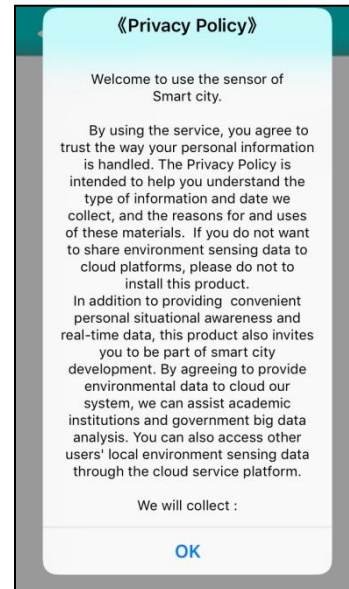 《Privacy Policy》
Welcome to use the sensor of
Smart city.
By using the service, you agree to
trust the way your personal information
is handled. The Privacy Policy is
intended to help you understand the
type of information and date we
collect, and the reasons for and uses
of these materials. If you do not want
to share environment sensing data to
cloud platforms, please do not to
install this product.
In addition to providing convenient
personal situational awareness and
real-time data, this product also invites
you to be part of smart city
development. By agreeing to provide
environmental data to cloud our
system, we can assist academic
institutions and government big data
analysis. You can also access other
users' local environment sensing data
through the cloud service platform.
We will collect :
OK